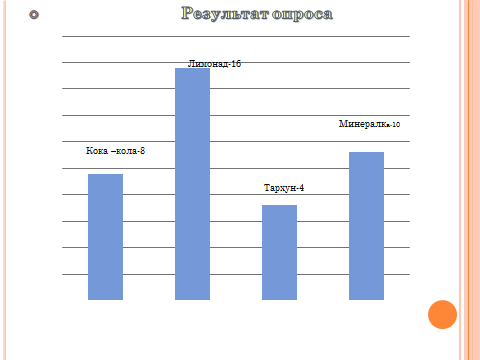 Результат опроса
Лимонад-16
Минералка-10
Кока –кола-8
Тархун-4